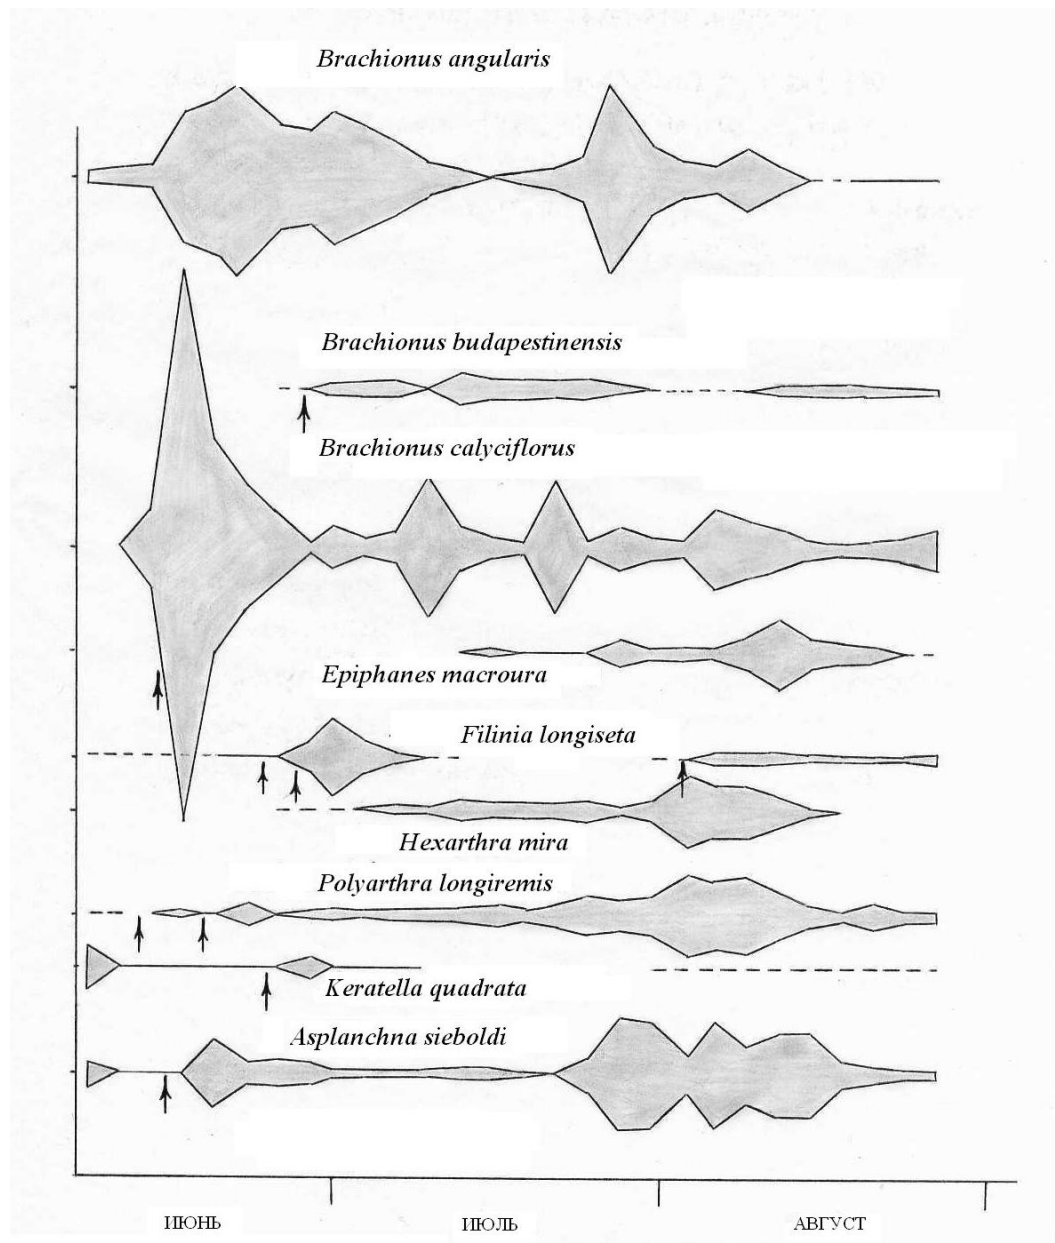 Brachionus angularis
Brachionus budapestinensis
Brachionus calyciflorus
Epiphanes macroura
Filinia longiseta
Hexarthra mira
Polyarthra longiremis
Keratella quadrata
Asplanchna sieboldi
ИЮНЬ ИЮЛЬ АВГУСТ